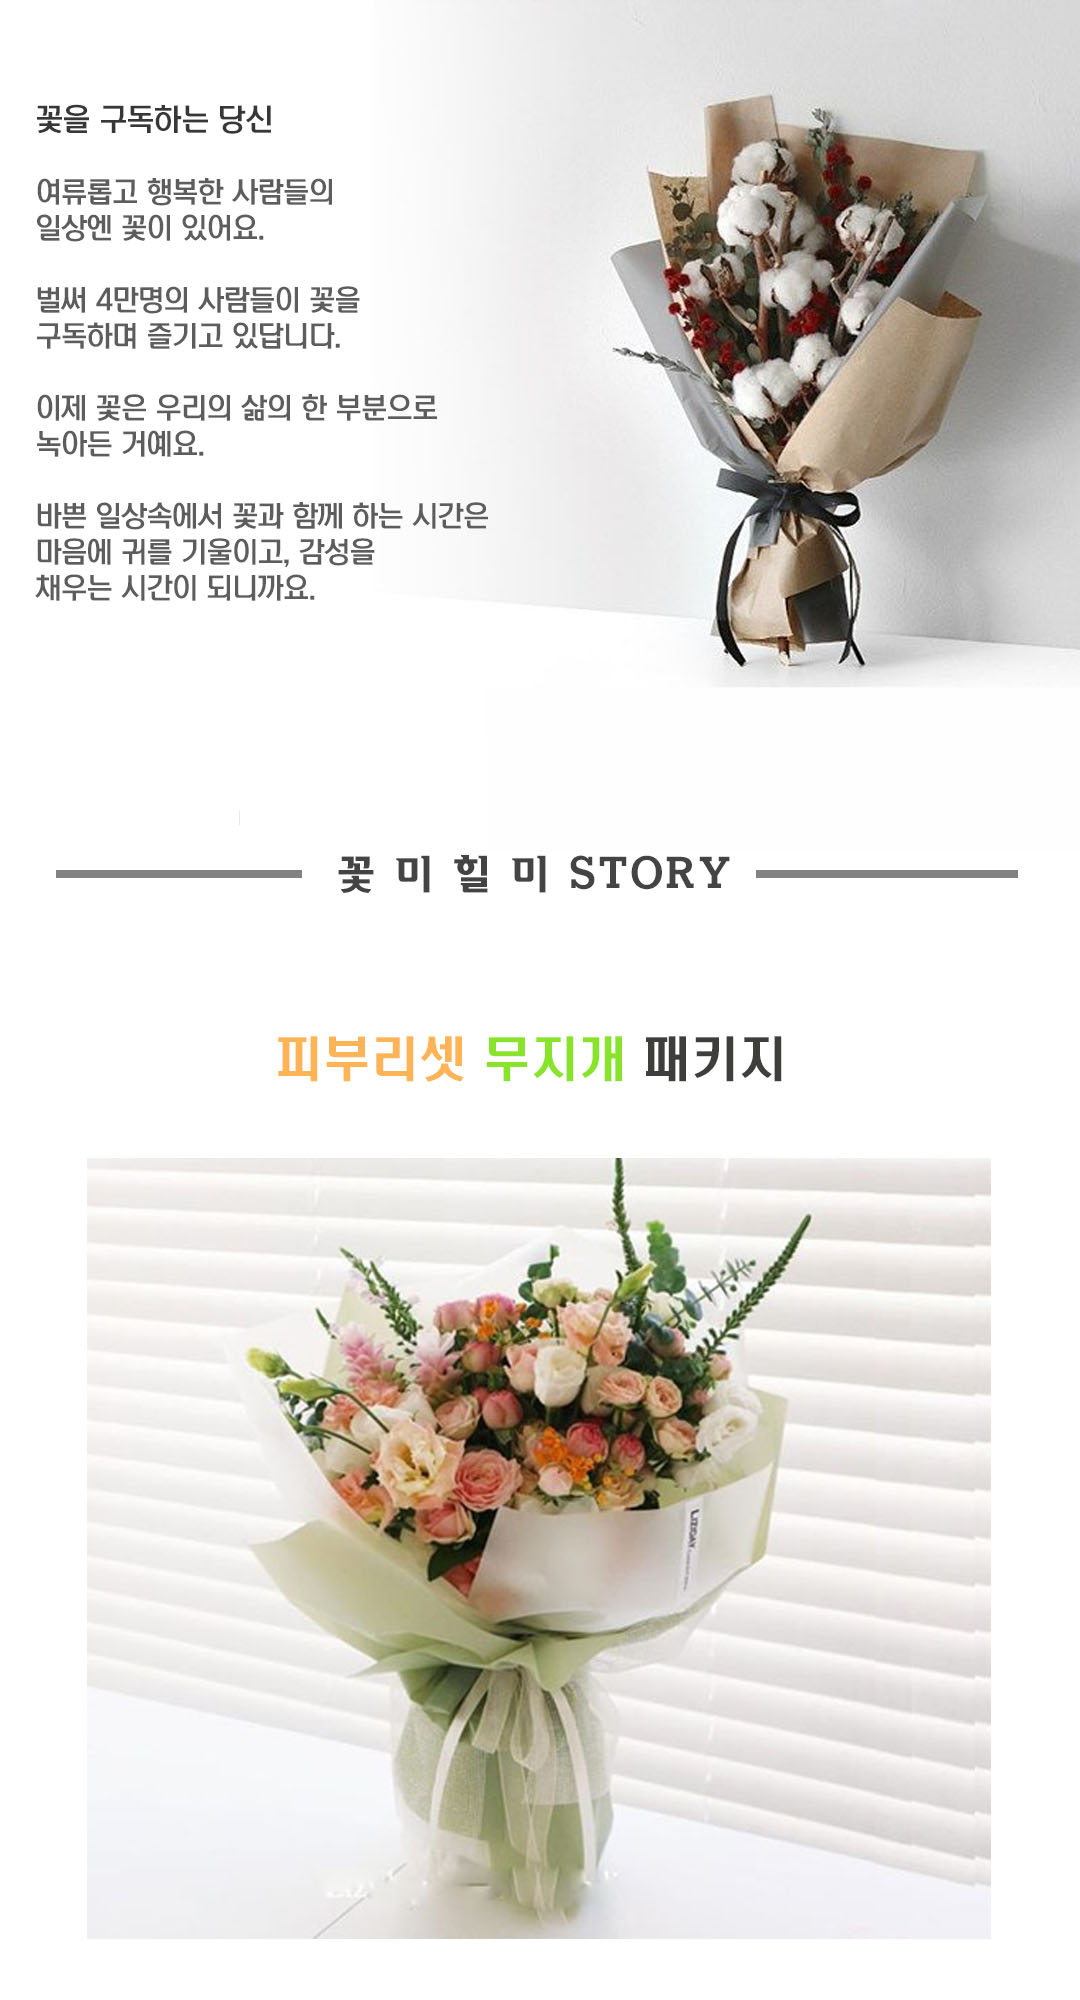 꽃을 구독하는 당신
여류롭고 행복한 사람들의
일상엔 꽃이 있어요.
벌써 4만명의 사람들이 꽃을
구독하며 즐기고 있답니다.
이제 꽃은 우리의 삶의 한 부분으로
녹아든 거예요.
바쁜 일상속에서 꽃과 함께 하는 시간은
마음에 귀를 기울이고, 감성을
채우는 시간이 되니까요.
꽃 미 힐 미 STORY
피부리셋 무지개 패키지